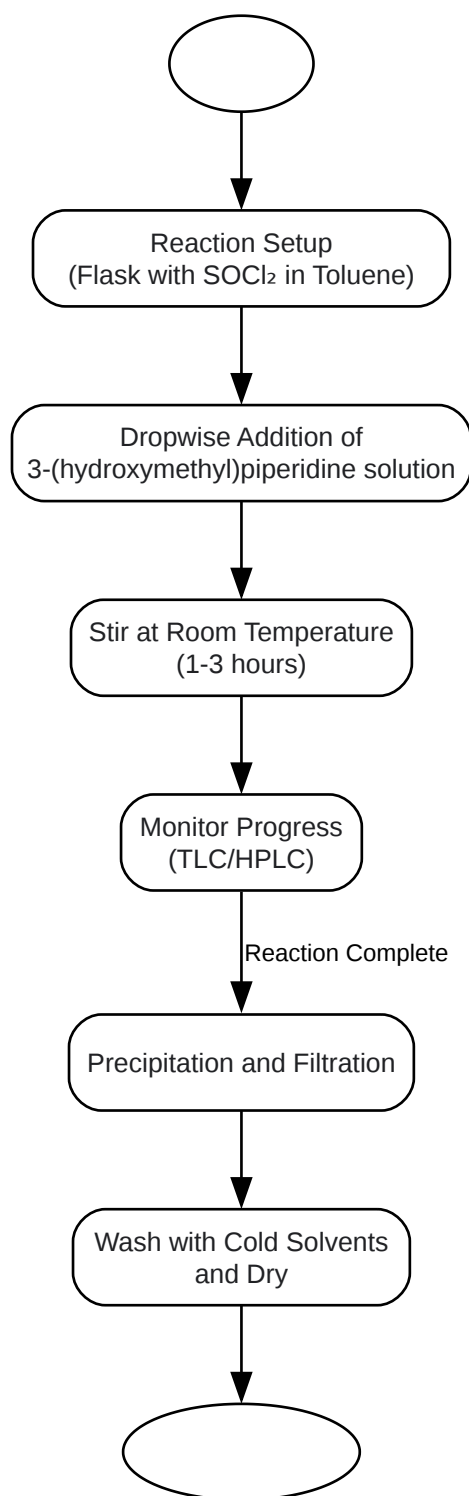 Reaction Setup
(Flask with SOCl₂ in Toluene)
Dropwise Addition of
3-(hydroxymethyl)piperidine solution
Stir at Room Temperature
(1-3 hours)
Monitor Progress
(TLC/HPLC)
Reaction Complete
Precipitation and Filtration
Wash with Cold Solvents
and Dry